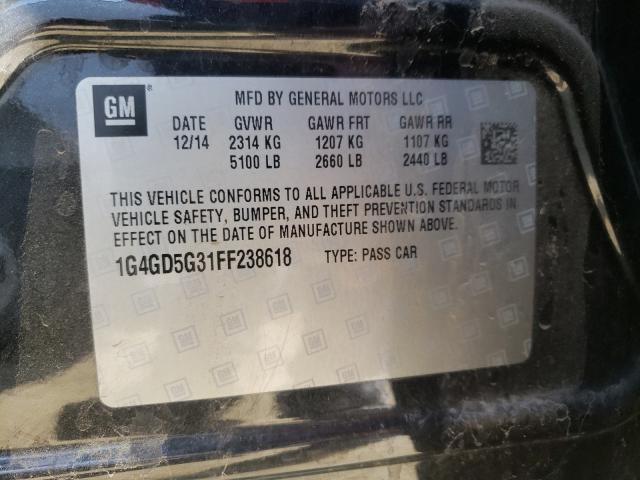 GM ®
MFD BY GENERAL MOTORS LLC
DATE GVWR GAWR FRT GAWR RR
12/14 2314 KG 1207 KG 1107 KG
5100 LB 2660 LB 2440 LB
THIS VEHICLE CONFORMS TO ALL APPLICABLE U.S. FEDERAL MOTOR
VEHICLE SAFETY, BUMPER, AND THEFT PREVENTION STANDARDS IN
EFFECT ON THE DATE OF MANUFACTURE SHOWN ABOVE.
1G4GD5G31FF238618 TYPE: PASS CAR